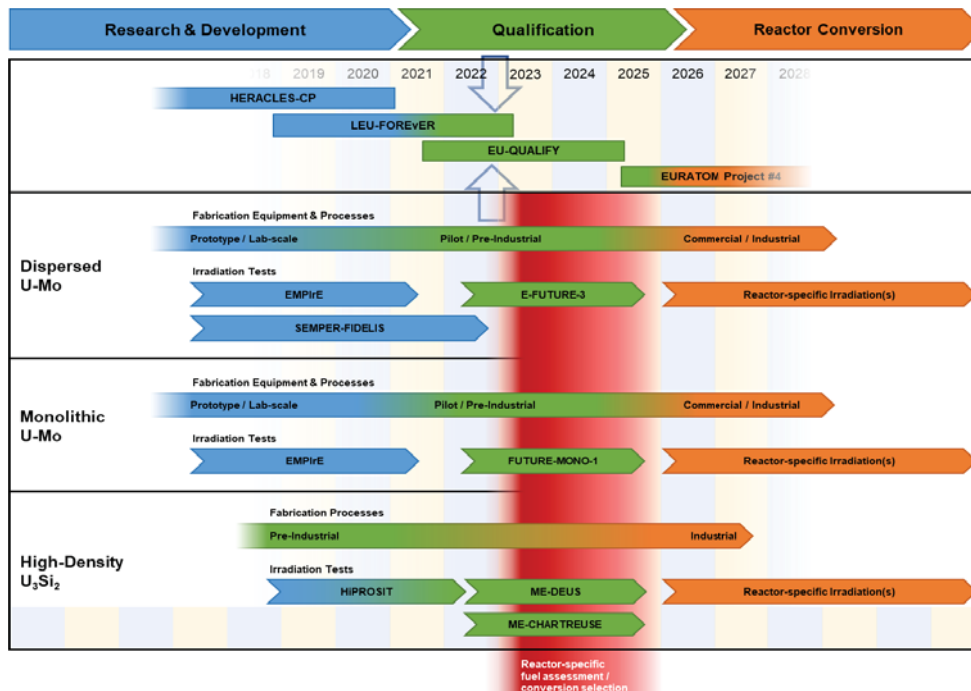 Research & Development
Qualification
Reactor Conversion
2018 2019 2020 2021 2022 2023 2024 2025 2026 2027 2028
HERACLES-CP
LEU-FOREvER
EU-QUALIFY
EURATOM Project #4
Fabrication Equipment & Processes
Prototype / Lab-scale
Pilot / Pre-Industrial
Commercial / Industrial
Dispersed
U-Mo
Irradiation Tests
EMPIrE
E-FUTURE-3
Reactor-specific Irradiation(s)
SEMPER-FIDELIS
Fabrication Equipment & Processes
Prototype / Lab-scale
Pilot / Pre-Industrial
Commercial / Industrial
Monolithic
U-Mo
Irradiation Tests
EMPIrE
FUTURE-MONO-1
Reactor-specific Irradiation(s)
Fabrication Processes
Pre-Industrial
Industrial
High-Density
U₃Si₂
Irradiation Tests
HiPROSIT
ME-DEUS
Reactor-specific Irradiation(s)
ME-CHARTREUSE
Reactor-specific
fuel assessment /
conversion selection